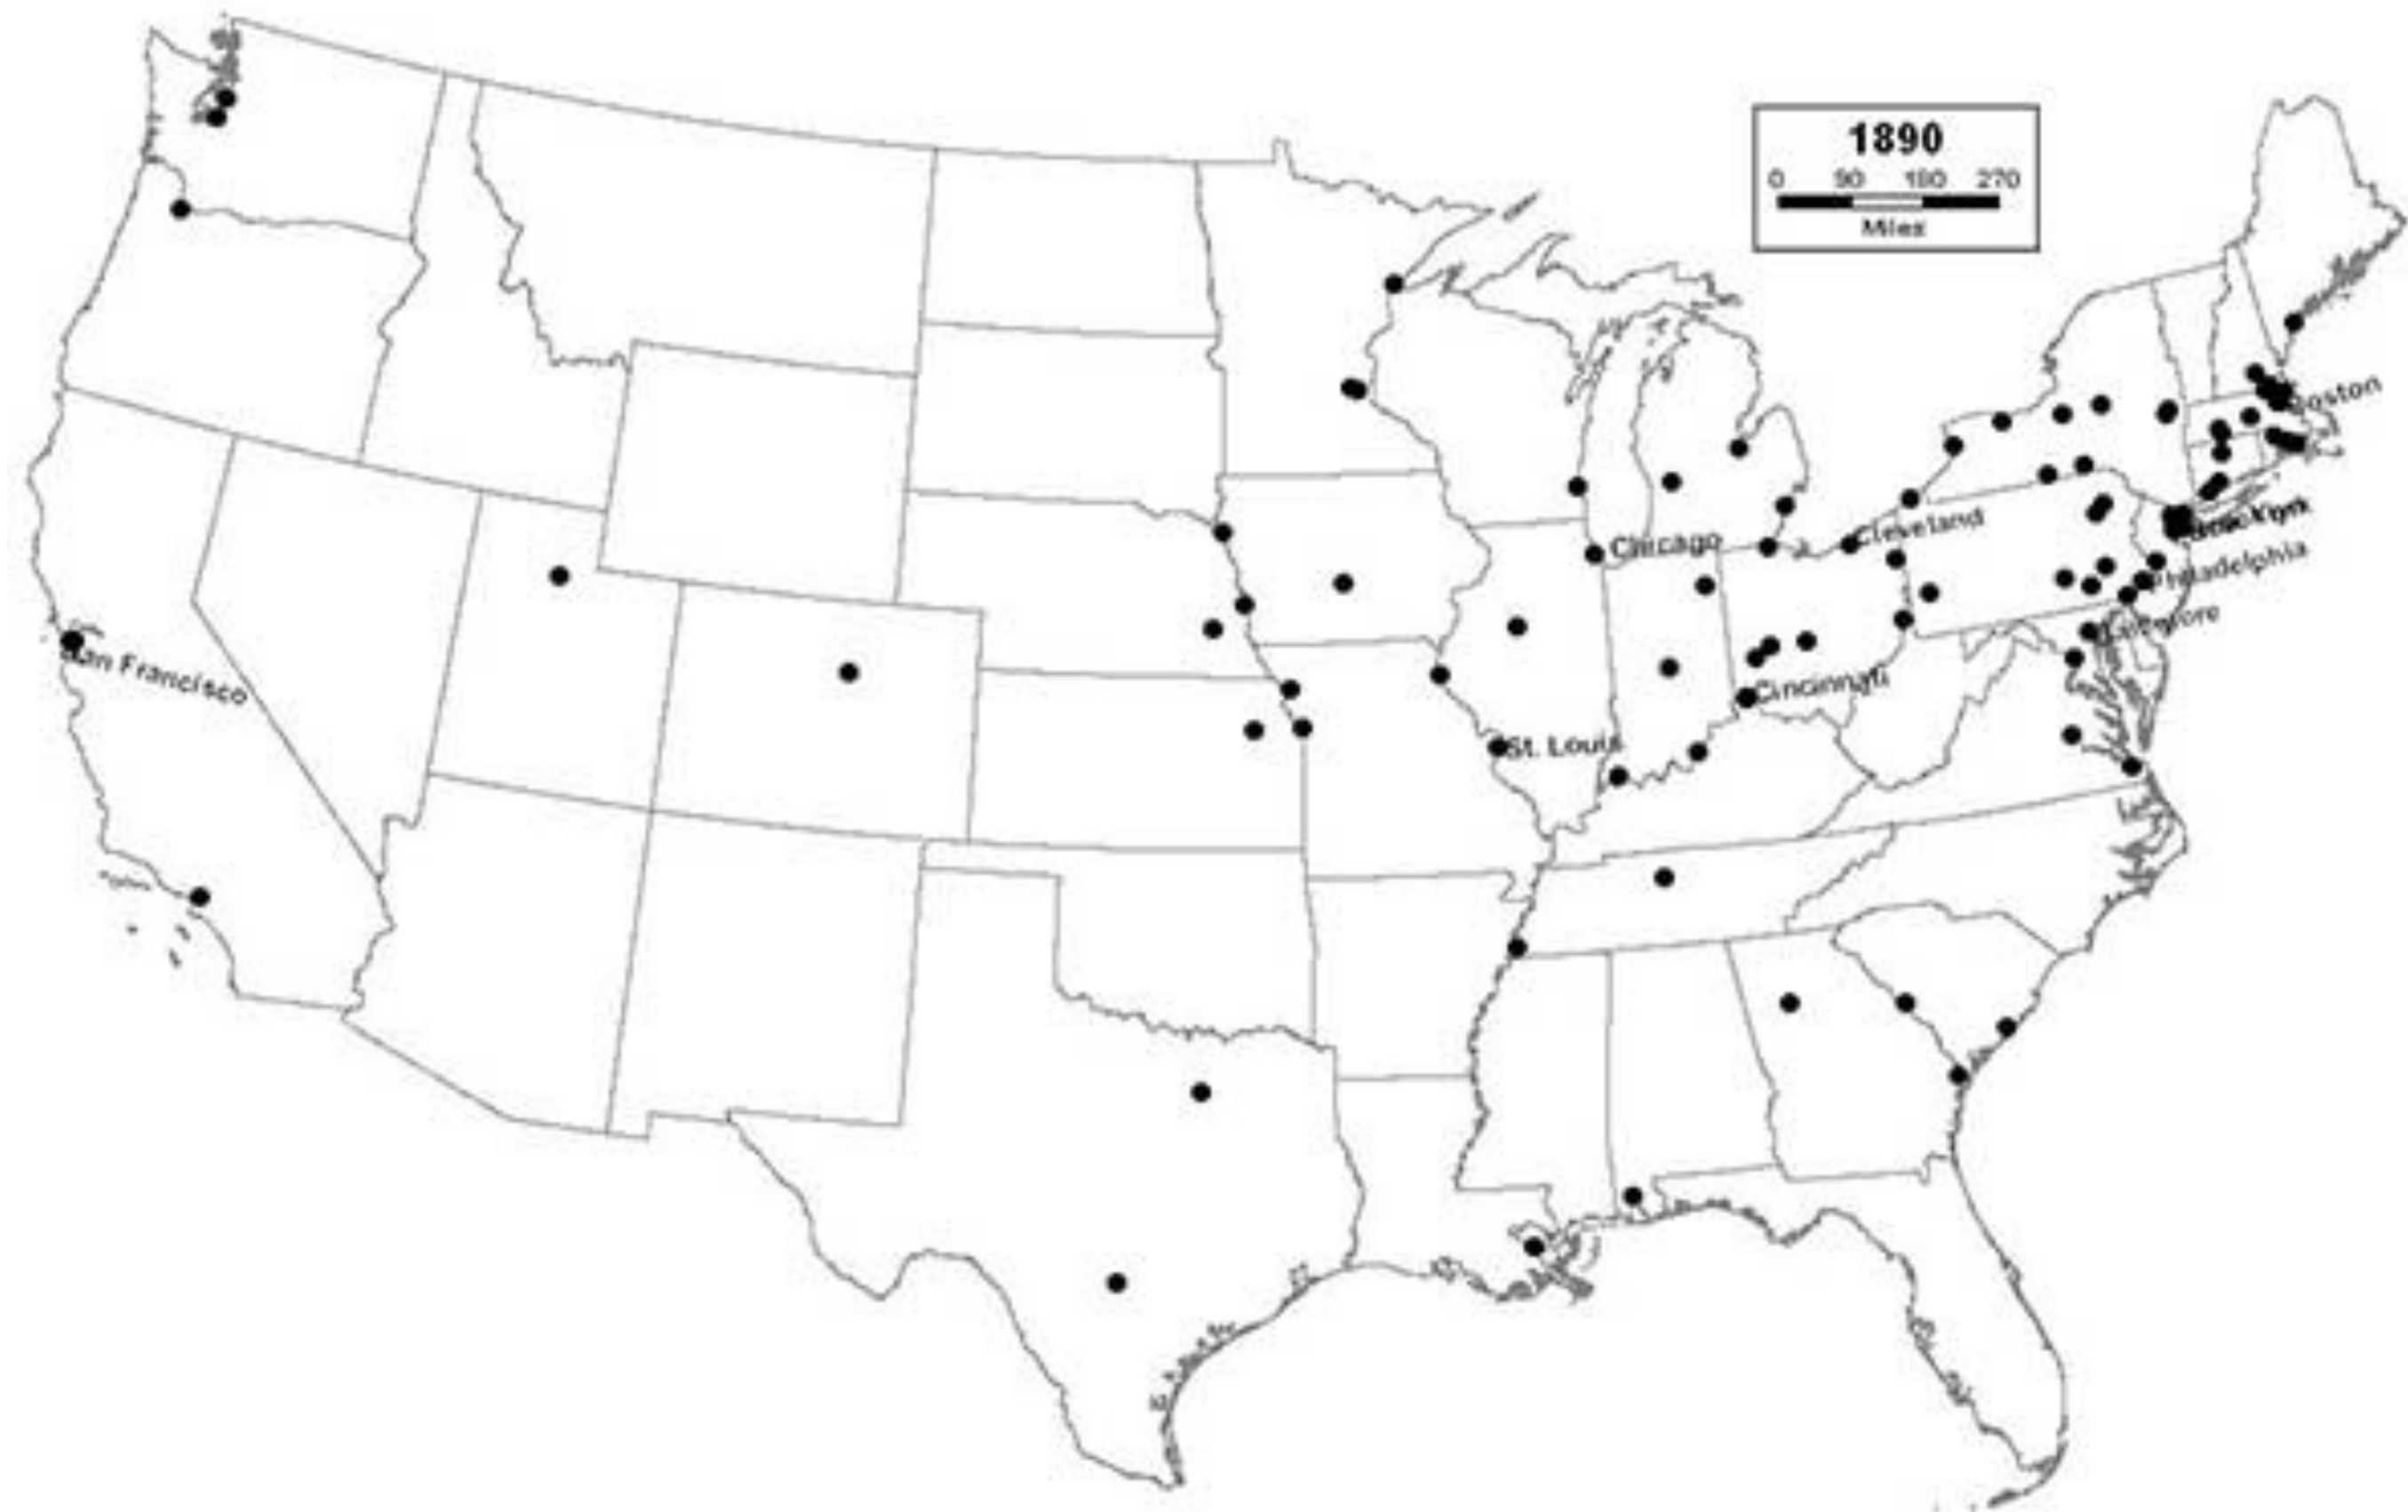 1890
0 90 180 270
Miles
Boston
Cleveland
Chicago
Philadelphia
San Francisco
Cincinnati
St. Louis